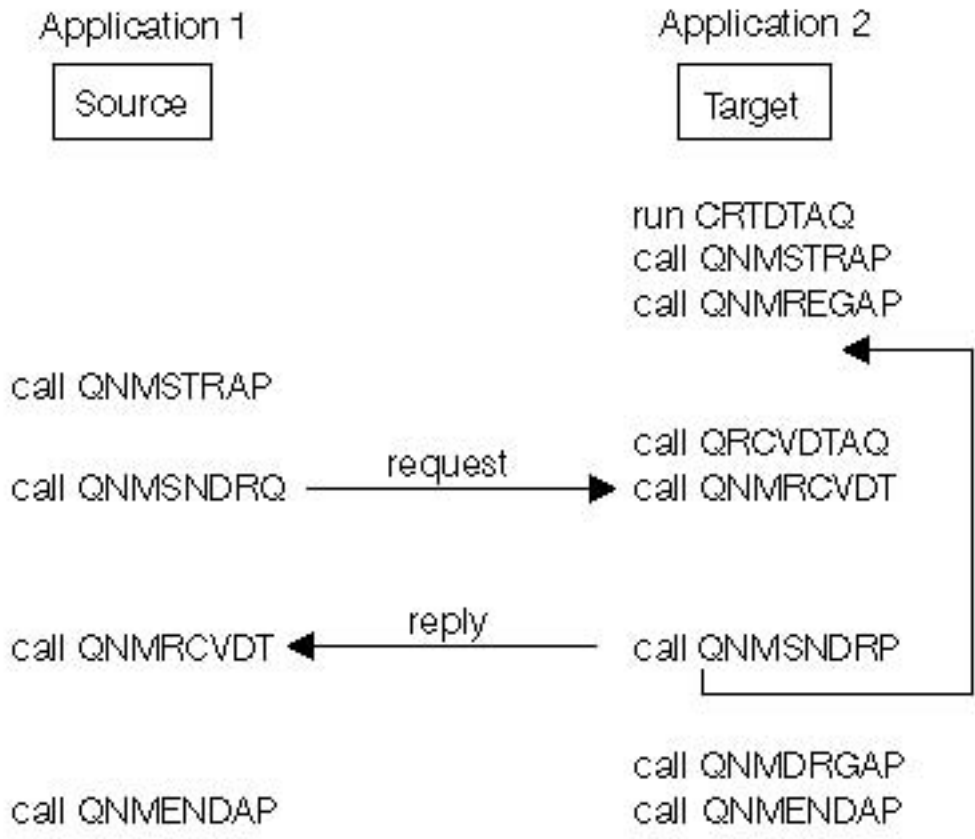 Application 1
Application 2
Source
Target
run CRTDTAQ
call QNMSTRAP
call QNMREGAP
call QNMSTRAP
call QRCVDTAQ
call QNMSNDRQ
request
call QNMRCVDT
call QNMRCVDT
reply
call QNMSNDRP
call QNMDRGAP
call QNMENDAP
call QNMENDAP